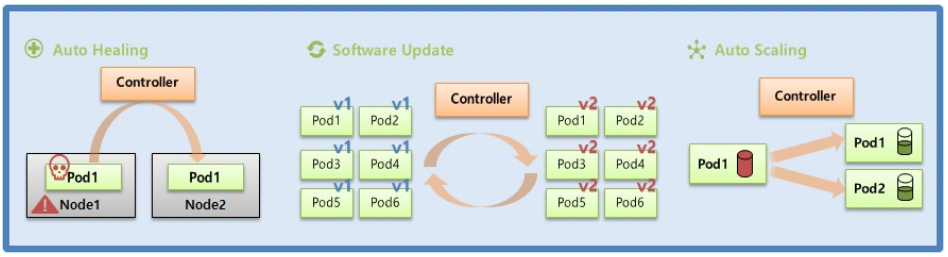 Auto Healing
Controller
Pod1
Node1
Pod1
Node2
Software Update
Controller
v1 v1
Pod1 Pod2
v1 v1
Pod3 Pod4
v1 v1
Pod5 Pod6
v2 v2
Pod1 Pod2
v2 v2
Pod3 Pod4
v2 v2
Pod5 Pod6
Auto Scaling
Controller
Pod1
Pod1
Pod2